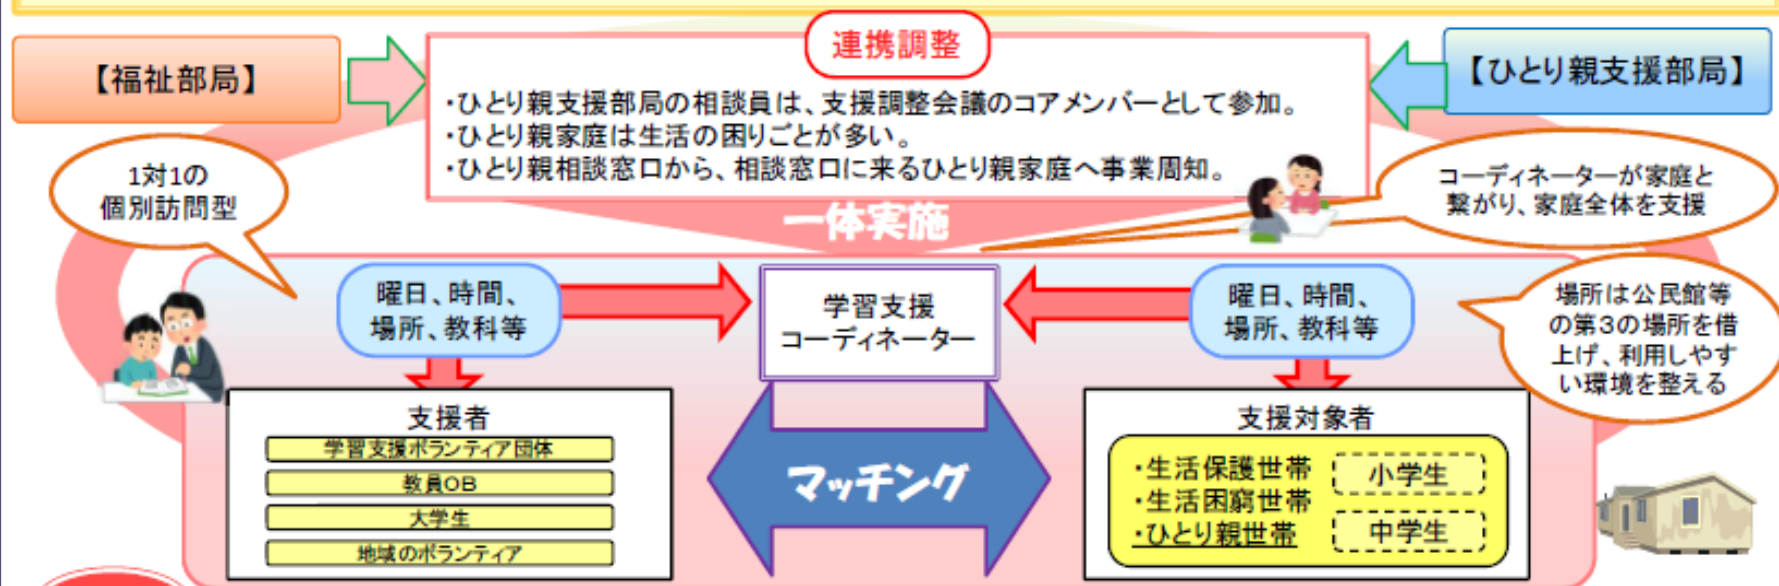 連携調整
【福祉部局】
【ひとり親支援部局】
・ひとり親支援部局の相談員は、支援調整会議のコアメンバーとして参加。
・ひとり親家庭は生活の困りごとが多い。
・ひとり親相談窓口から、相談窓口に来るひとり親家庭へ事業周知。
1対1の
個別訪問型
コーディネーターが家庭と
繋がり、家庭全体を支援
一体実施
曜日、時間、
場所、教科等
学習支援
コーディネーター
曜日、時間、
場所、教科等
場所は公民館等
の第3の場所を借
上げ、利用しやす
い環境を整える
支援者
学習支援ボランティア団体
教員OB
大学生
地域のボランティア
マッチング
支援対象者
・生活保護世帯
・生活困窮世帯
・ひとり親世帯
小学生
中学生